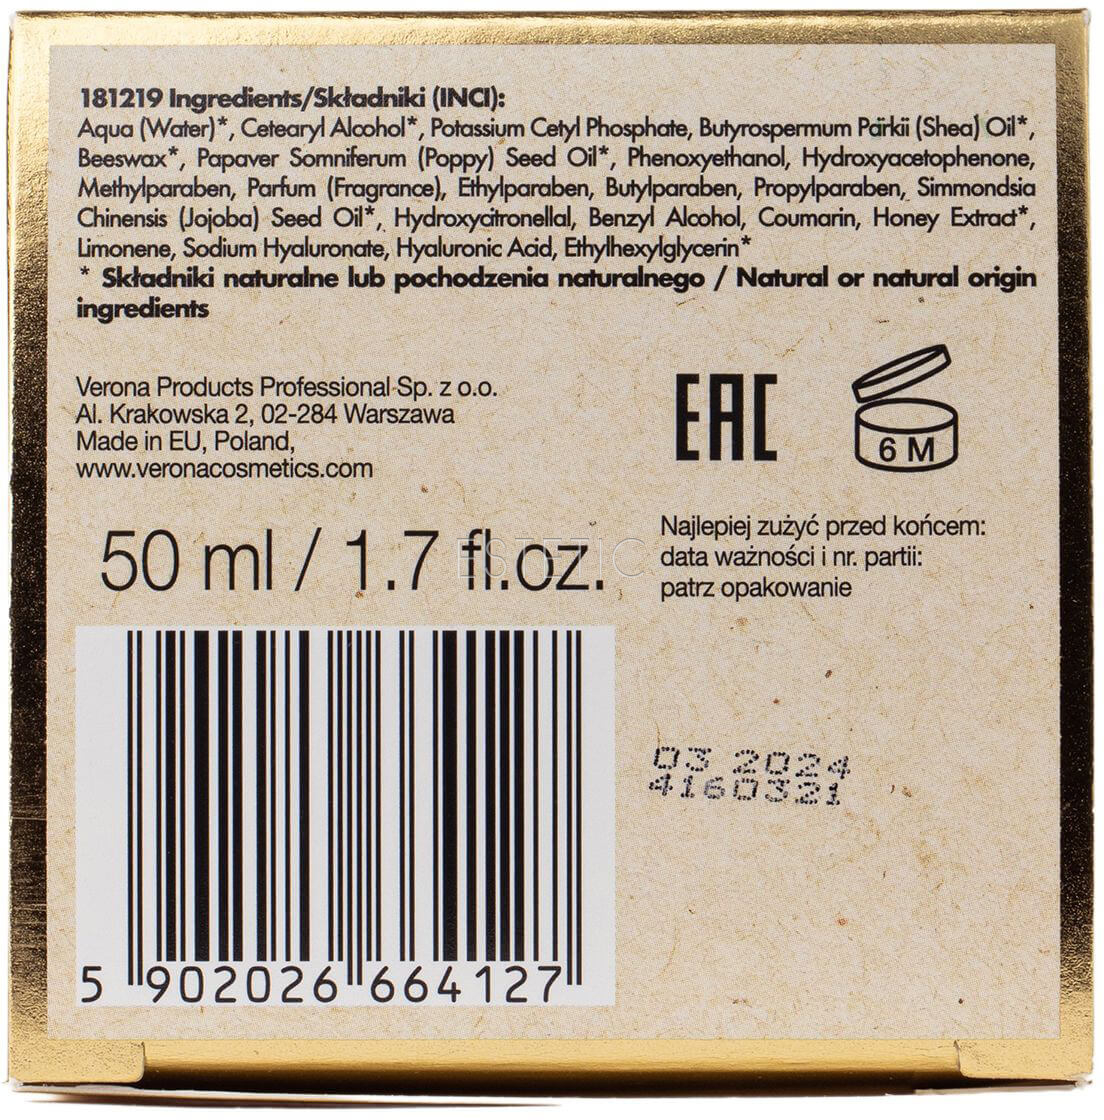 181219 Ingredients/Składniki (INCI):
Aqua (Water)*, Cetearyl Alcohol*, Potassium Cetyl Phosphate, Butyrospermum Parkii (Shea) Oil*,
Beeswax*, Papaver Somniferum (Poppy) Seed Oil*, Phenoxyethanol, Hydroxyacetophenone,
Methylparaben, Parfum (Fragrance), Ethylparaben, Butylparaben, Propylparaben, Simmondsia
Chinensis (Jojoba) Seed Oil*, Hydroxycitronellal, Benzyl Alcohol, Coumarin, Honey Extract*,
Limonene, Sodium Hyaluronate, Hyaluronic Acid, Ethylhexylglycerin*
* Składniki naturalne lub pochodzenia naturalnego / Natural or natural origin
ingredients
Verona Products Professional Sp. z o.o.
Al. Krakowska 2, 02-284 Warszawa
Made in EU, Poland,
www.veronacosmetics.com
EAC
6 M
50 ml / 1.7 fl.oz.
ESTETIC
Najlepiej zużyć przed końcem:
data ważności i nr. partii:
patrz opakowanie
03 2024
4160321
5 902026 664127